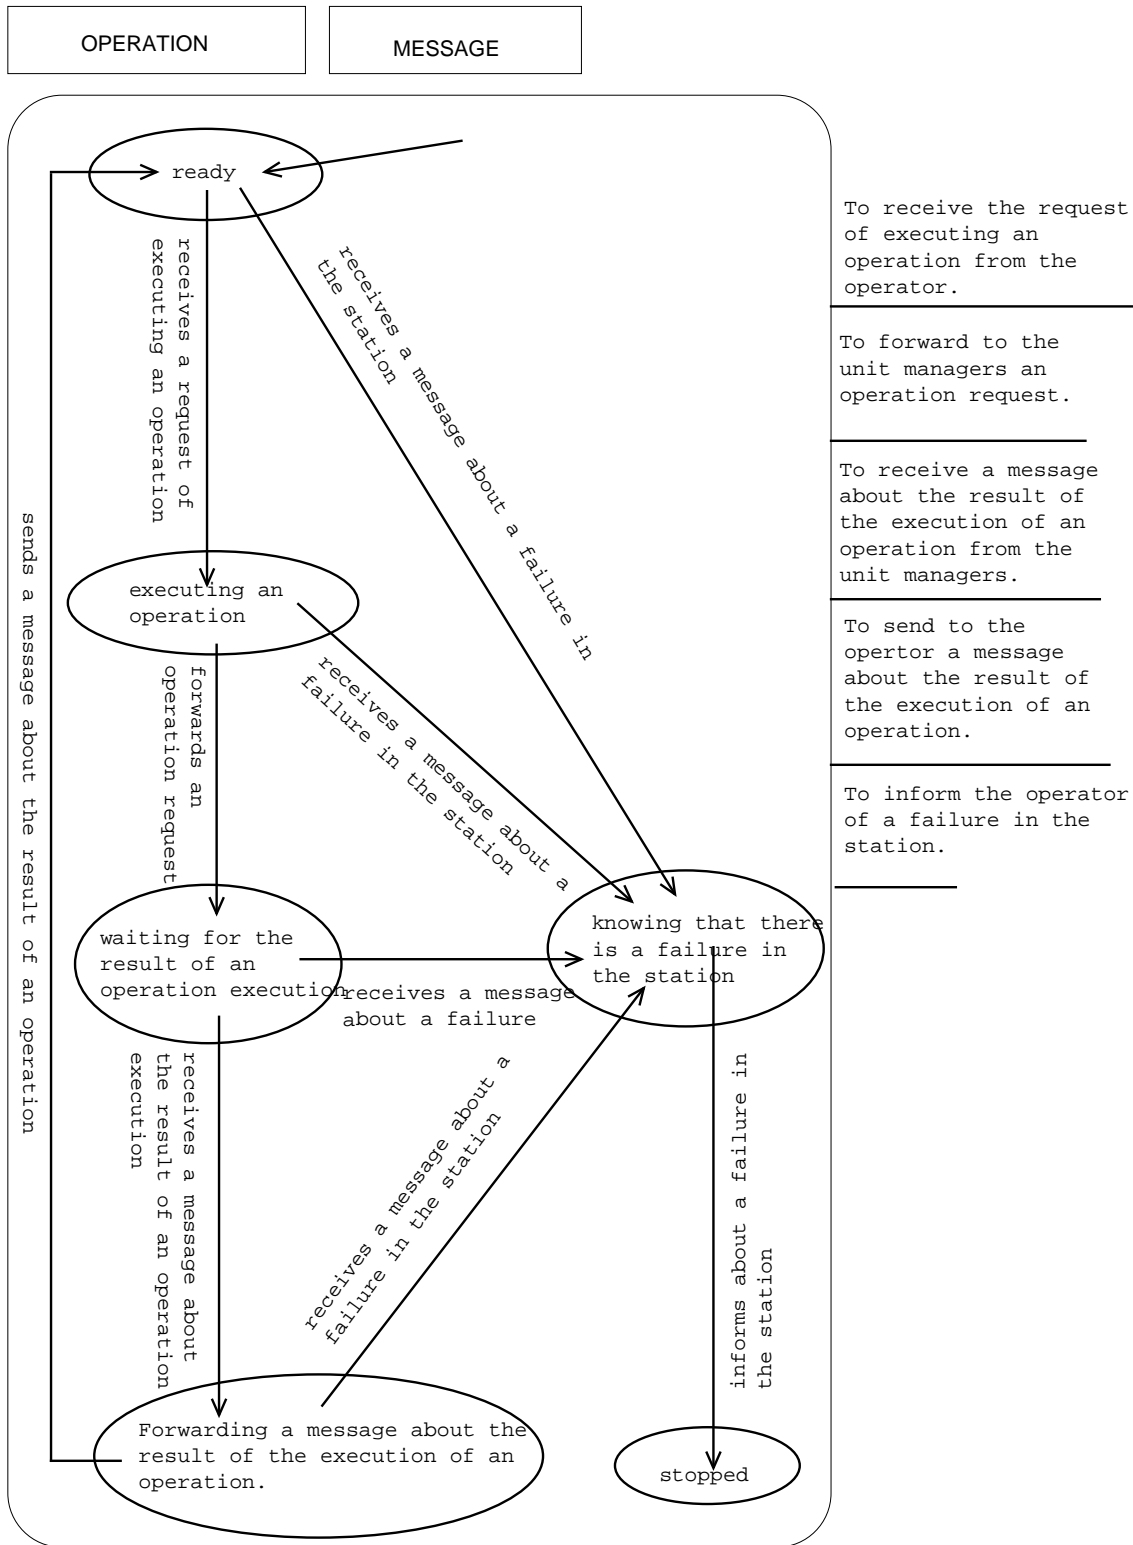 OPERATION
MESSAGE
ready
receives a request of
executing an operation
receives a message about a failure in
the station
executing an
operation
forwards an
operation request
receives a message about a
failure in the station
sends a message about the result of an operation
waiting for the
result of an
operation execution
receives a message
about a failure
knowing that there
is a failure in
the station
receives a message about
the result of an operation
execution
receives a message about a
failure in the station
informs about a failure in
the station
Forwarding a message about the
result of the execution of an
operation.
stopped
To receive the request
of executing an
operation from the
operator.
To forward to the
unit managers an
operation request.
To receive a message
about the result of
the execution of an
operation from the
unit managers.
To send to the
opertor a message
about the result of
the execution of an
operation.
To inform the operator
of a failure in the
station.